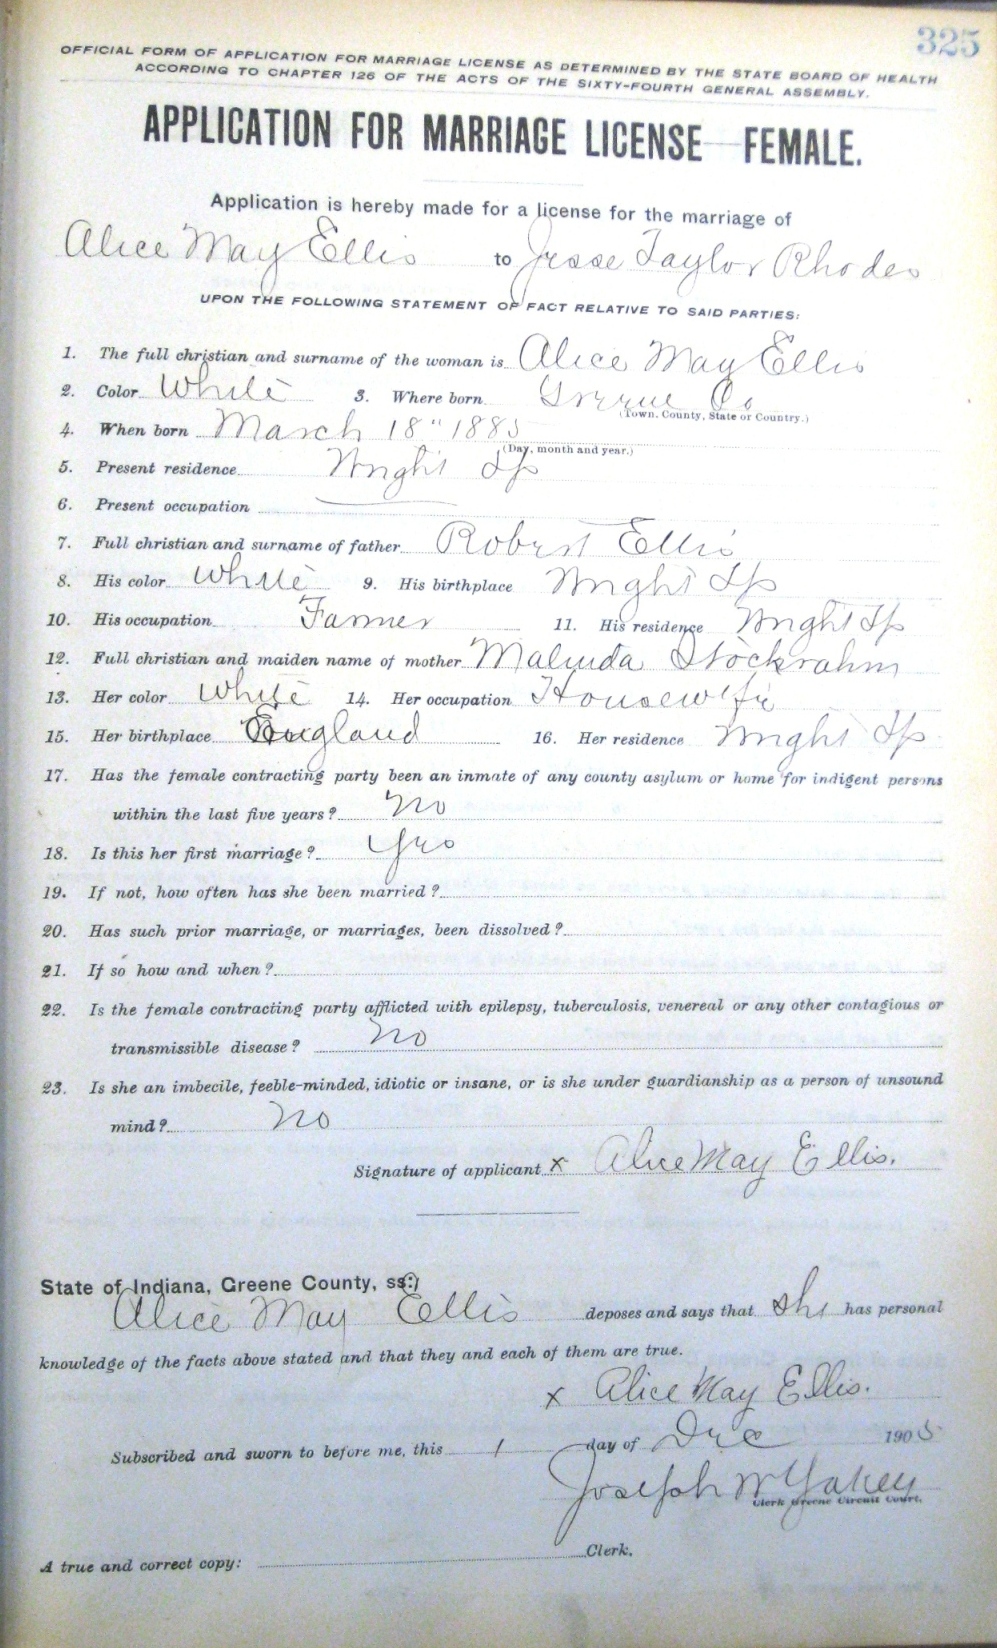 325
OFFICIAL FORM OF APPLICATION FOR MARRIAGE LICENSE AS DETERMINED BY THE STATE BOARD OF HEALTH
ACCORDING TO CHAPTER 126 OF THE ACTS OF THE SIXTY-FOURTH GENERAL ASSEMBLY.
APPLICATION FOR MARRIAGE LICENSE—FEMALE.
Application is hereby made for a license for the marriage of
Alice May Ellis to Jesse Taylor Rhodes
UPON THE FOLLOWING STATEMENT OF FACT RELATIVE TO SAID PARTIES:
1. The full christian and surname of the woman is Alice May Ellis
2. Color White 3. Where born Greene Co
(Town, County, State or Country.)
4. When born March 18" 1885
(Day, month and year.)
5. Present residence Wright Tp
6. Present occupation
7. Full christian and surname of father Robert Ellis
8. His color White 9. His birthplace Wright Tp
10. His occupation Farmer 11. His residence Wright Tp
12. Full christian and maiden name of mother Malinda Stockrahm
13. Her color White 14. Her occupation Housewife
15. Her birthplace England 16. Her residence Wright Tp
17. Has the female contracting party been an inmate of any county asylum or home for indigent persons
within the last five years? No
18. Is this her first marriage? Yes
19. If not, how often has she been married?
20. Has such prior marriage, or marriages, been dissolved?
21. If so how and when?
22. Is the female contracting party afflicted with epilepsy, tuberculosis, venereal or any other contagious or
transmissible disease? No
23. Is she an imbecile, feeble-minded, idiotic or insane, or is she under guardianship as a person of unsound
mind? No
Signature of applicant x Alice May Ellis.
State of Indiana, Greene County, ss:
Alice May Ellis deposes and says that She has personal
knowledge of the facts above stated and that they and each of them are true.
x Alice May Ellis.
Subscribed and sworn to before me, this 1 day of Dec 1905
Joseph W Yakey
Clerk Greene Circuit Court.
A true and correct copy: Clerk.